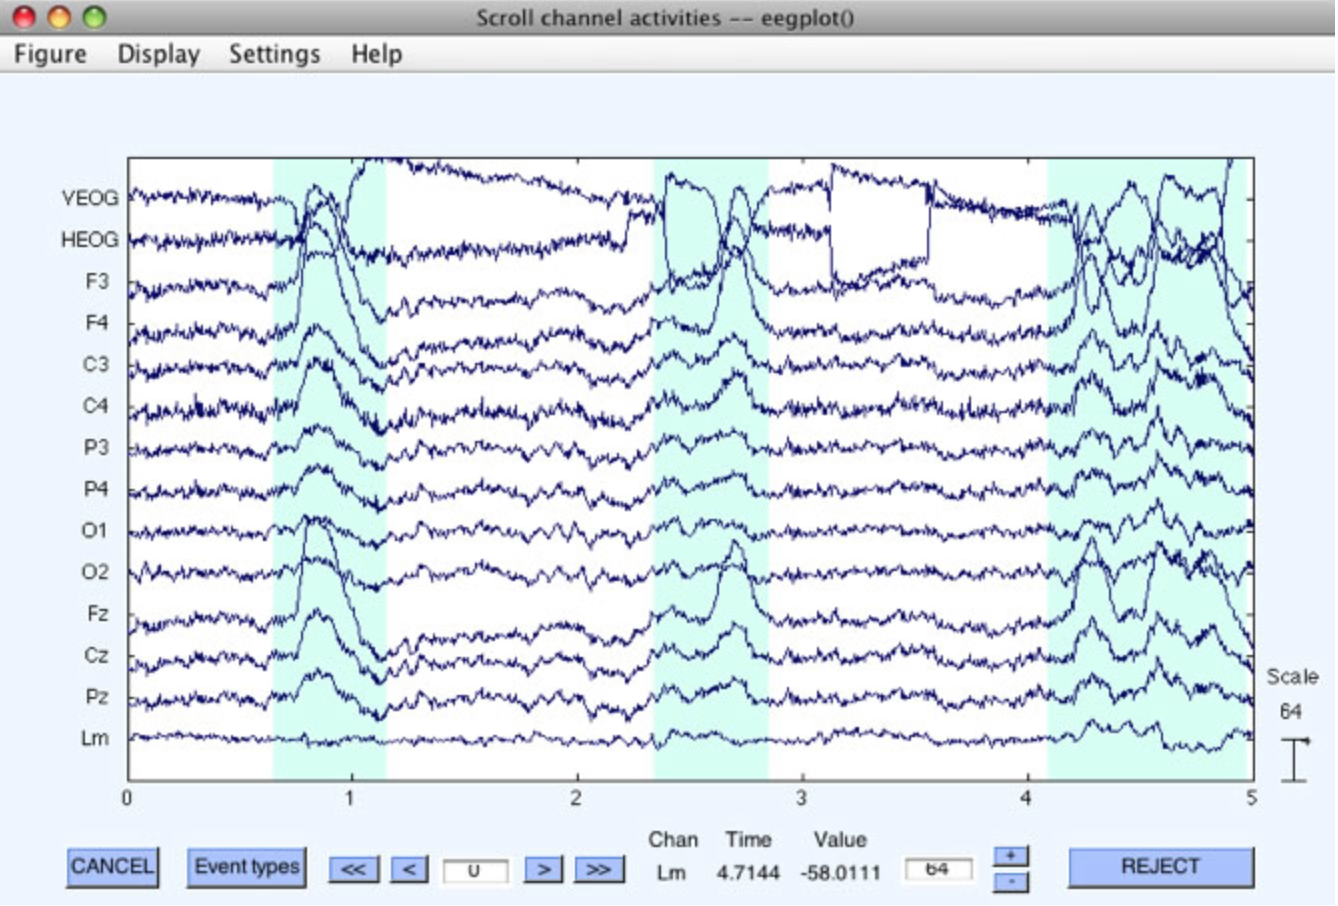 Scroll channel activities -- eegplot()
Figure Display Settings Help
VEOG
HEOG
F3
F4
C3
C4
P3
P4
O1
O2
Fz
Cz
Pz
Lm
Scale
64
0 1 2 3 4 5
Chan Time Value
CANCEL Event types << < 0 > >> Lm 4.7144 -58.0111 64 + - REJECT